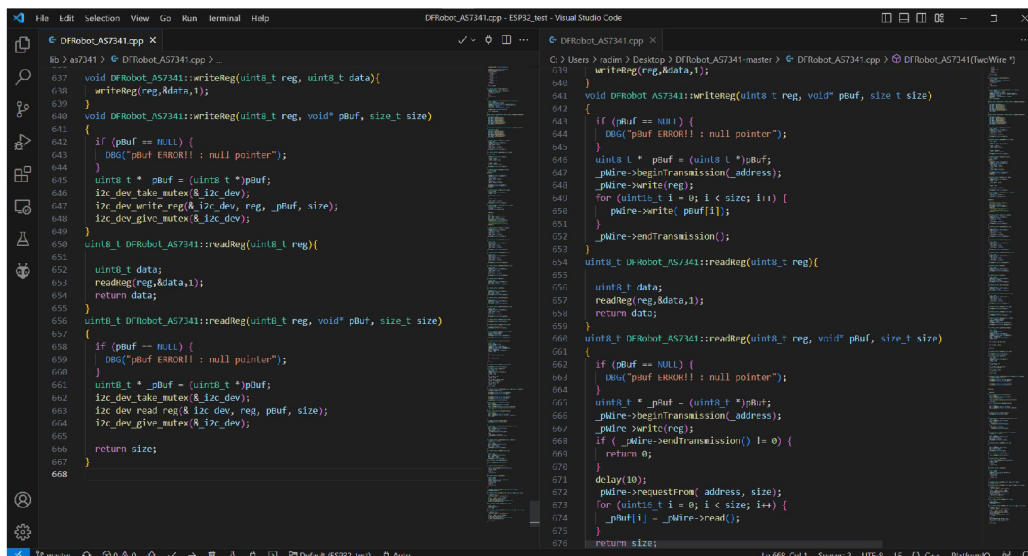 File Edit Selection View Go Run Terminal Help
DFRobot_AS7341.cpp - ESP32_test - Visual Studio Code
DFRobot_AS7341.cpp
lib > as7341 > DFRobot_AS7341.cpp > ...
637 void DFRobot_AS7341::writeReg(uint8_t reg, uint8_t data){
638 writeReg(reg,&data,1);
639 }
640 void DFRobot_AS7341::writeReg(uint8_t reg, void* pBuf, size_t size)
641 {
642 if (pBuf == NULL) {
643 DBG("pBuf ERROR!! : null pointer");
644 }
645 uint8_t * _pBuf = (uint8_t *)pBuf;
646 i2c_dev_take_mutex(&_i2c_dev);
647 i2c_dev_write_reg(&_i2c_dev, reg, _pBuf, size);
648 i2c_dev_give_mutex(&_i2c_dev);
649 }
650 uint8_t DFRobot_AS7341::readReg(uint8_t reg){
651
652 uint8_t data;
653 readReg(reg,&data,1);
654 return data;
655 }
656 uint8_t DFRobot_AS7341::readReg(uint8_t reg, void* pBuf, size_t size)
657 {
658 if (pBuf == NULL) {
659 DBG("pBuf ERROR!! : null pointer");
660 }
661 uint8_t * _pBuf = (uint8_t *)pBuf;
662 i2c_dev_take_mutex(&_i2c_dev);
663 i2c_dev_read_reg(&_i2c_dev, reg, pBuf, size);
664 i2c_dev_give_mutex(&_i2c_dev);
665
666 return size;
667 }
668
DFRobot_AS7341.cpp
C: > Users > radim > Desktop > DFRobot_AS7341-master > DFRobot_AS7341.cpp > DFRobot_AS7341(TwoWire *)
639 writeReg(reg,&data,1);
640 }
641 void DFRobot_AS7341::writeReg(uint8_t reg, void* pBuf, size_t size)
642 {
643 if (pBuf == NULL) {
644 DBG("pBuf ERROR!! : null pointer");
645 }
646 uint8_t * _pBuf = (uint8_t *)pBuf;
647 _pWire->beginTransmission(_address);
648 _pWire->write(reg);
649 for (uint16_t i = 0; i < size; i++) {
650 _pWire->write(_pBuf[i]);
651 }
652 _pWire->endTransmission();
653 }
654 uint8_t DFRobot_AS7341::readReg(uint8_t reg){
655
656 uint8_t data;
657 readReg(reg,&data,1);
658 return data;
659 }
660 uint8_t DFRobot_AS7341::readReg(uint8_t reg, void* pBuf, size_t size)
661 {
662 if (pBuf == NULL) {
663 DBG("pBuf ERROR!! : null pointer");
664 }
665 uint8_t * _pBuf = (uint8_t *)pBuf;
666 _pWire->beginTransmission(_address);
667 _pWire->write(reg);
668 if ( _pWire->endTransmission() != 0) {
669 return 0;
670 }
671 delay(10);
672 _pWire->requestFrom(_address, size);
673 for (uint16_t i = 0; i < size; i++) {
674 _pBuf[i] = _pWire->read();
675 }
676 return size;